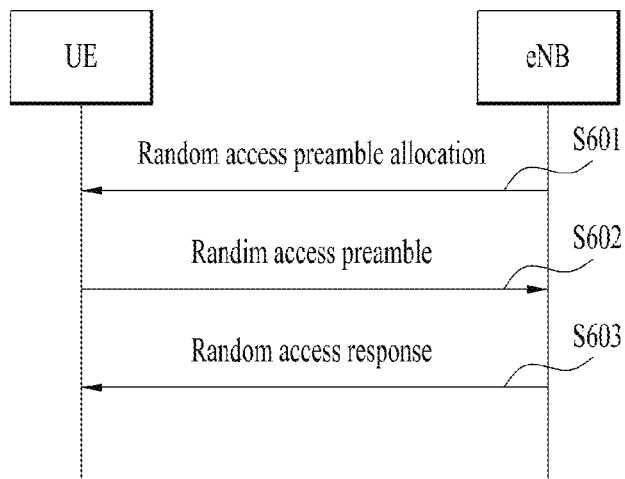 UE
eNB
Random access preamble allocation
S601
Randim access preamble
S602
Random access response
S603